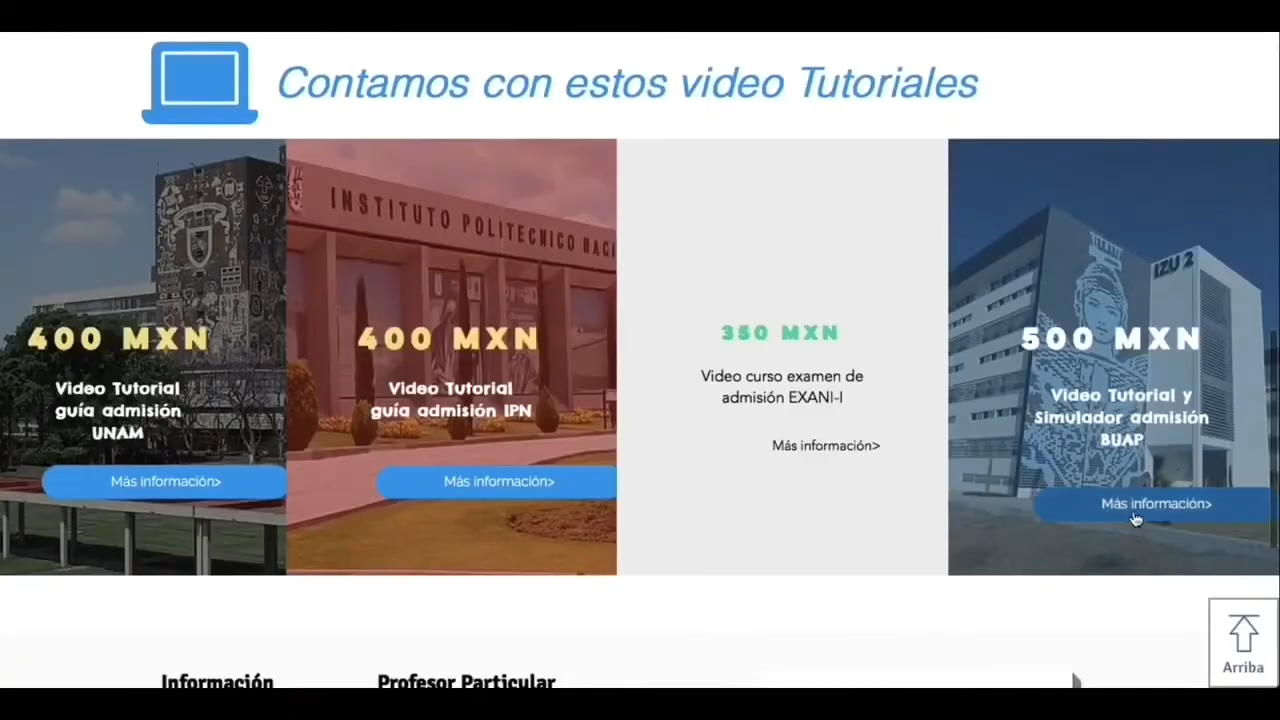 Contamos con estos video Tutoriales
INSTITUTO POLITECNICO NACI
IZU 2
400 MXN
Video Tutorial
guía admisión
UNAM
Más información>
400 MXN
Video Tutorial
guía admisión IPN
Más información>
350 MXN
Video curso examen de
admisión EXANI-I
Más información>
500 MXN
Video Tutorial y
Simulador admisión
BUAP
Más información>
Arriba
Información
Profesor Particular